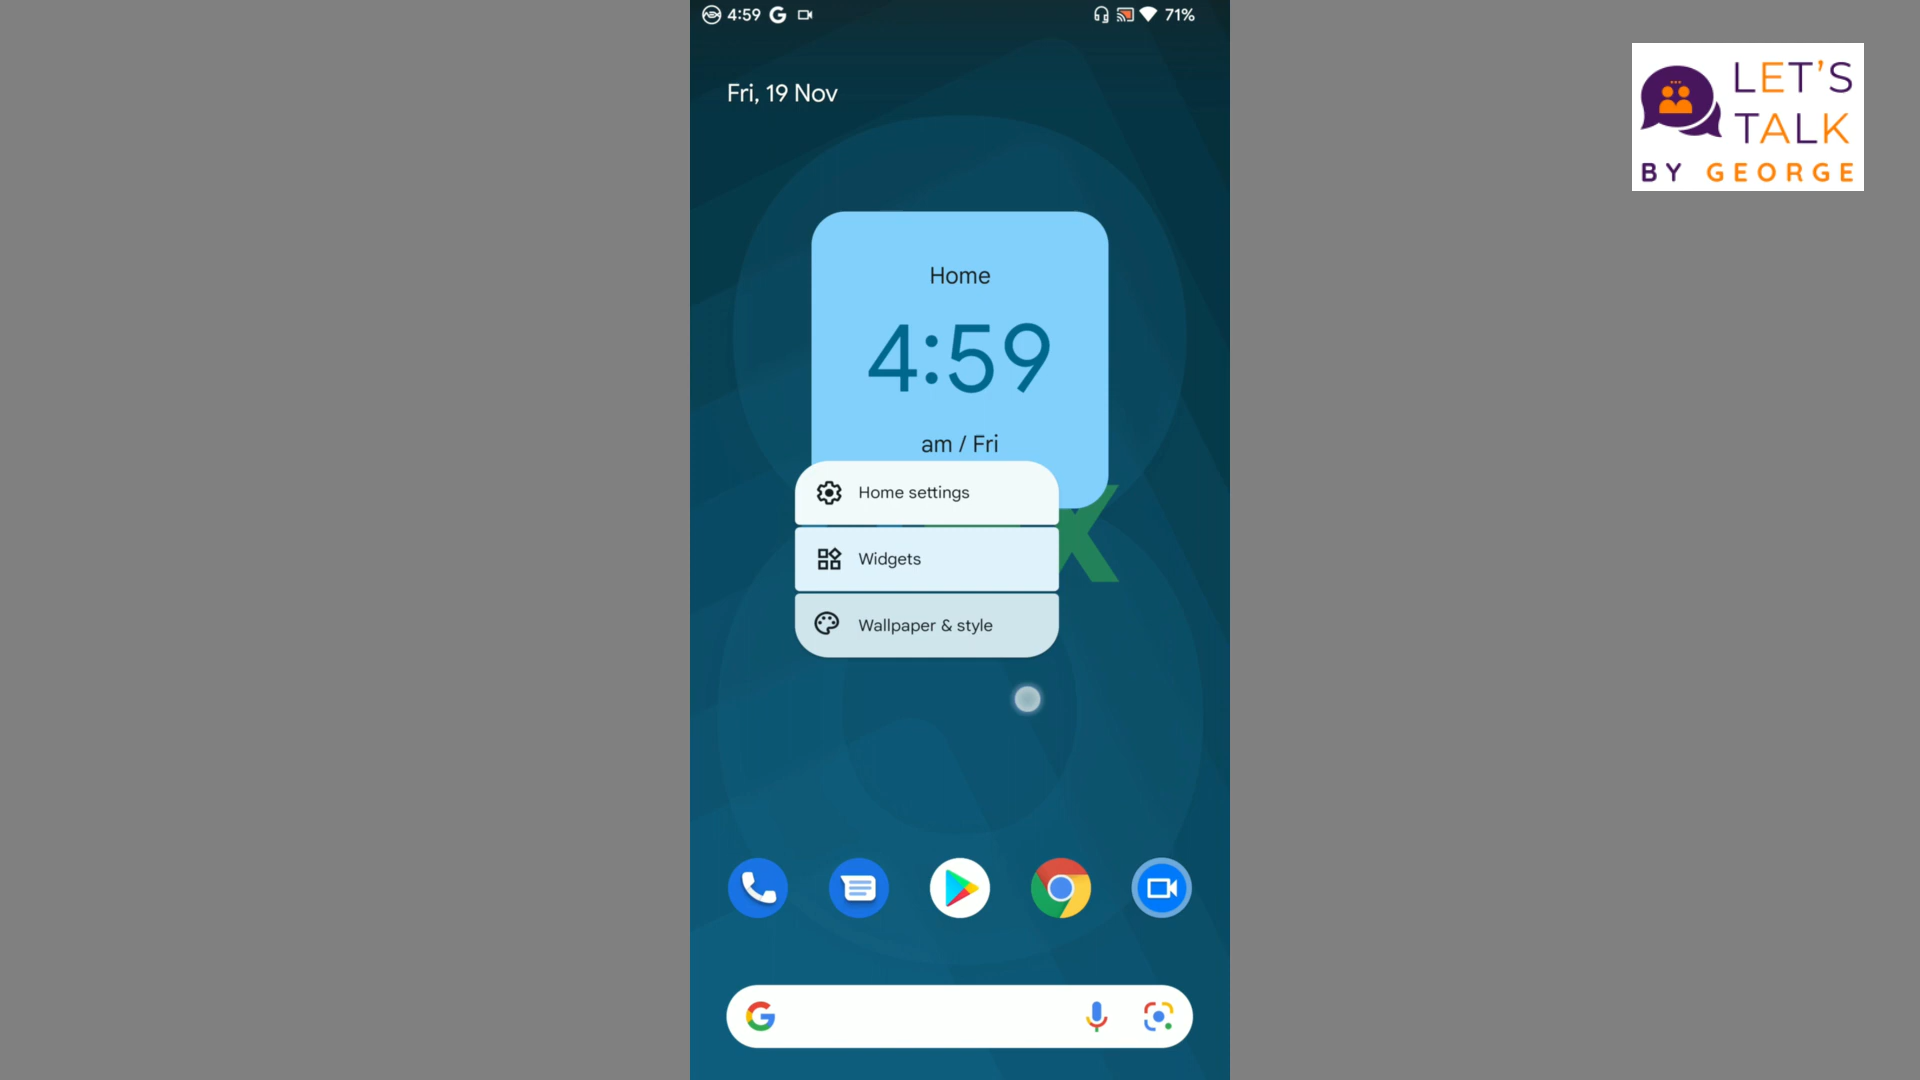 4:59
71%
Fri, 19 Nov
Home
4:59
am / Fri
Home settings
Widgets
Wallpaper & style
LET'S
TALK
BY GEORGE